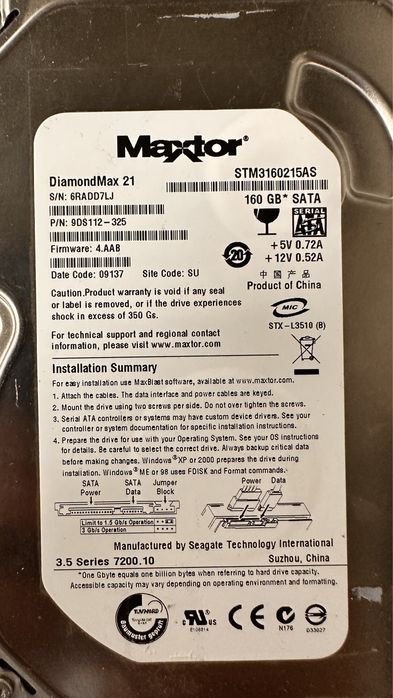 Maxtor®
DiamondMax 21
STM3160215AS
S/N: 6RADD7LJ
160 GB* SATA
P/N: 9DS112-325
SERIAL
ATA
Firmware: 4.AAB
+5V 0.72A
+12V 0.52A
20
Date Code: 09137 Site Code: SU
中国产品
Product of China
Caution.Product warranty is void if any seal
or label is removed, or if the drive experiences
shock in excess of 350 Gs.
MIC
STX-L3510 (B)
For technical support and regional contact
information, please visit www.maxtor.com.
Installation Summary
For easy installation use MaxBlast software, available at www.maxtor.com.
1. Attach the cables. The data interface and power cables are keyed.
2. Mount the drive using two screws per side. Do not over tighten the screws.
3. Serial ATA controllers or systems may have custom device drivers. See your
controller or system documentation for specific installation instructions.
4. Prepare the drive for use with your Operating System. See your OS instructions
for details. Be careful to select the correct drive. Always backup critical data
before making changes. Windows® XP or 2000 prepares the drive during
installation. Windows® ME or 98 uses FDISK and Format commands.
SATA Power
SATA Data
Jumper Block
Power Data
Limit to 1.5 Gb/s Operation
3 Gb/s Operation
Manufactured by Seagate Technology International
3.5 Series 7200.10
Suzhou, China
*One Gbyte equals one billion bytes when referring to hard drive capacity.
Accessible capacity may vary depending on operating environment and formatting.
TUV NORD
Baumuster geprüft
c UL us
CE
N176